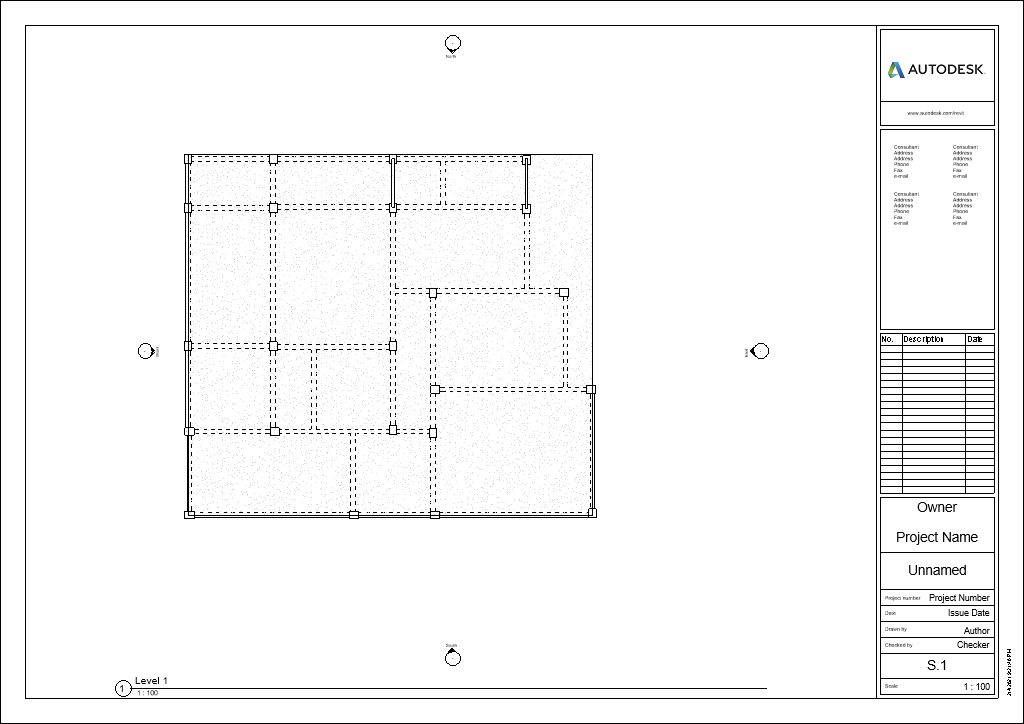 North
AUTODESK.
www.autodesk.com/revit
Consultant Consultant
Address Address
Address Address
Phone Phone
Fax Fax
e-mail e-mail
Consultant Consultant
Address Address
Address Address
Phone Phone
Fax Fax
e-mail e-mail
No. Description Date
East
Owner
Project Name
Unnamed
Project number Project Number
Date Issue Date
Drawn by Author
Checked by Checker
S.1
Scale 1 : 100
South
1 Level 1
1 : 100